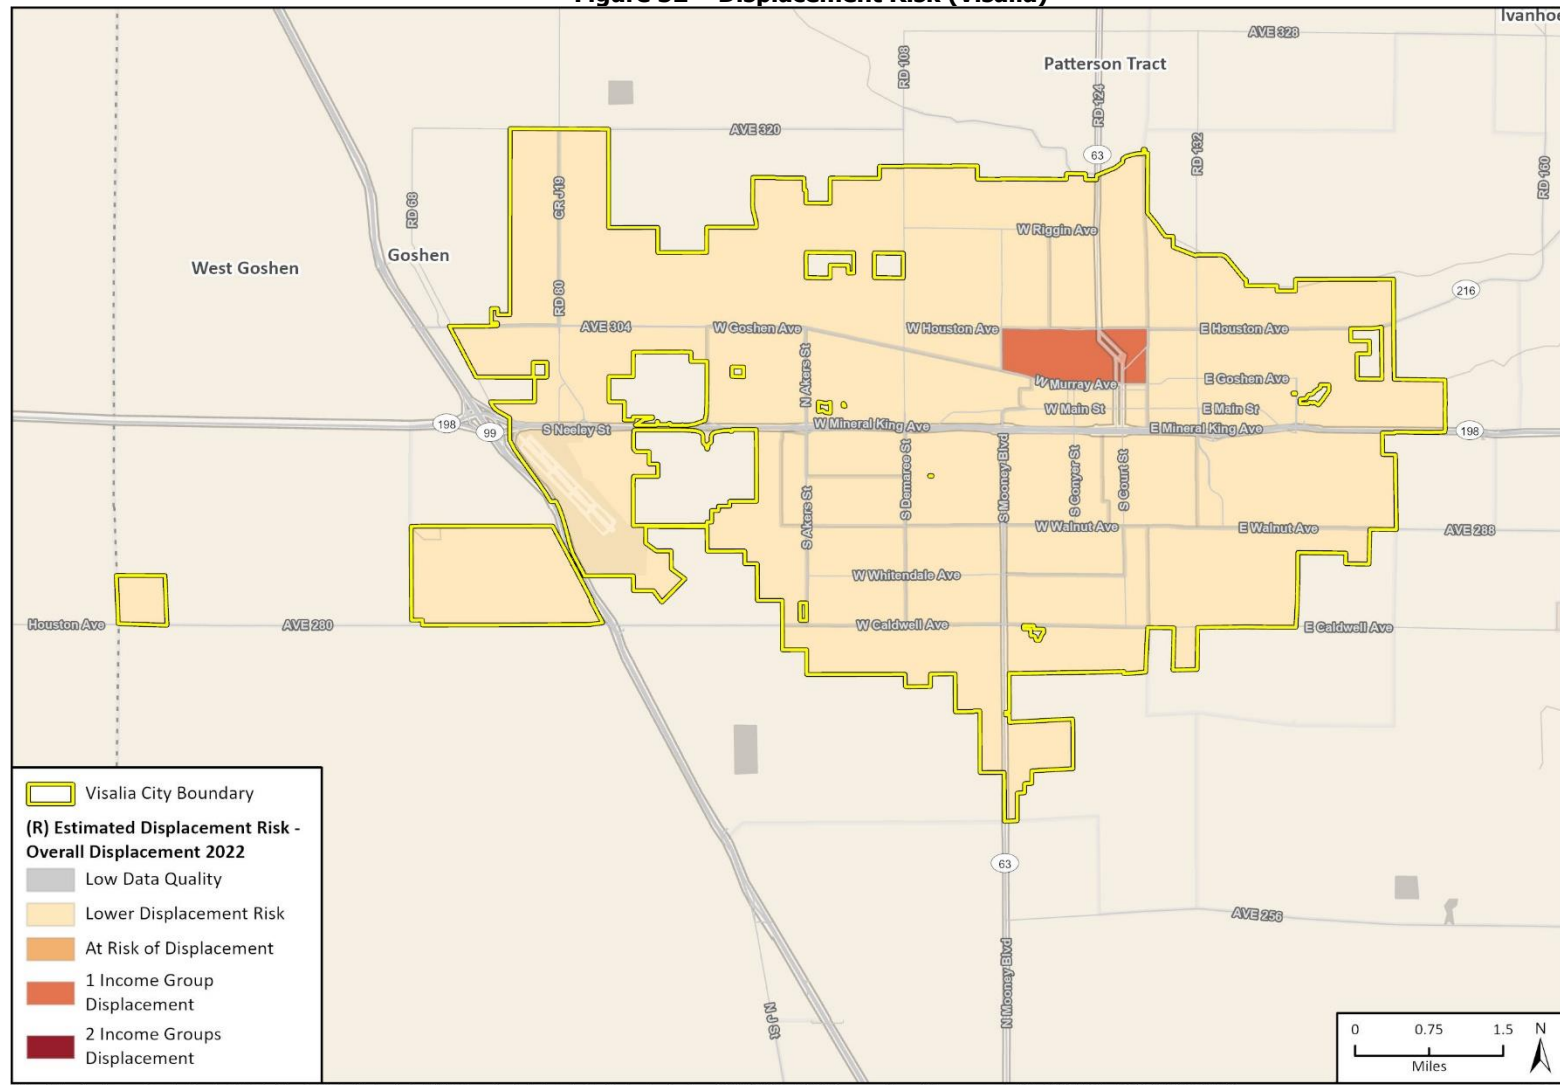 Figure 32 – Displacement Risk (Visalia)
Ivanhoe
AVE 328
Patterson Tract
RD 108
RD 124
AVE 320
63
RD 132
RD 160
RD 68
CR J19
W Riggin Ave
Goshen
West Goshen
216
RD 80
AVE 304
W Goshen Ave
W Houston Ave
E Houston Ave
N Akers St
W Murray Ave
E Goshen Ave
W Main St
E Main St
198
99
S Neeley St
W Mineral King Ave
E Mineral King Ave
198
S Demaree St
S Mooney Blvd
S Conyer St
S Court St
S Akers St
W Walnut Ave
E Walnut Ave
AVE 288
W Whitendale Ave
Houston Ave
AVE 280
W Caldwell Ave
E Caldwell Ave
63
AVE 256
N Mooney Blvd
N J St
Visalia City Boundary
(R) Estimated Displacement Risk -
Overall Displacement 2022
Low Data Quality
Lower Displacement Risk
At Risk of Displacement
1 Income Group
Displacement
2 Income Groups
Displacement
0 0.75 1.5
Miles
N